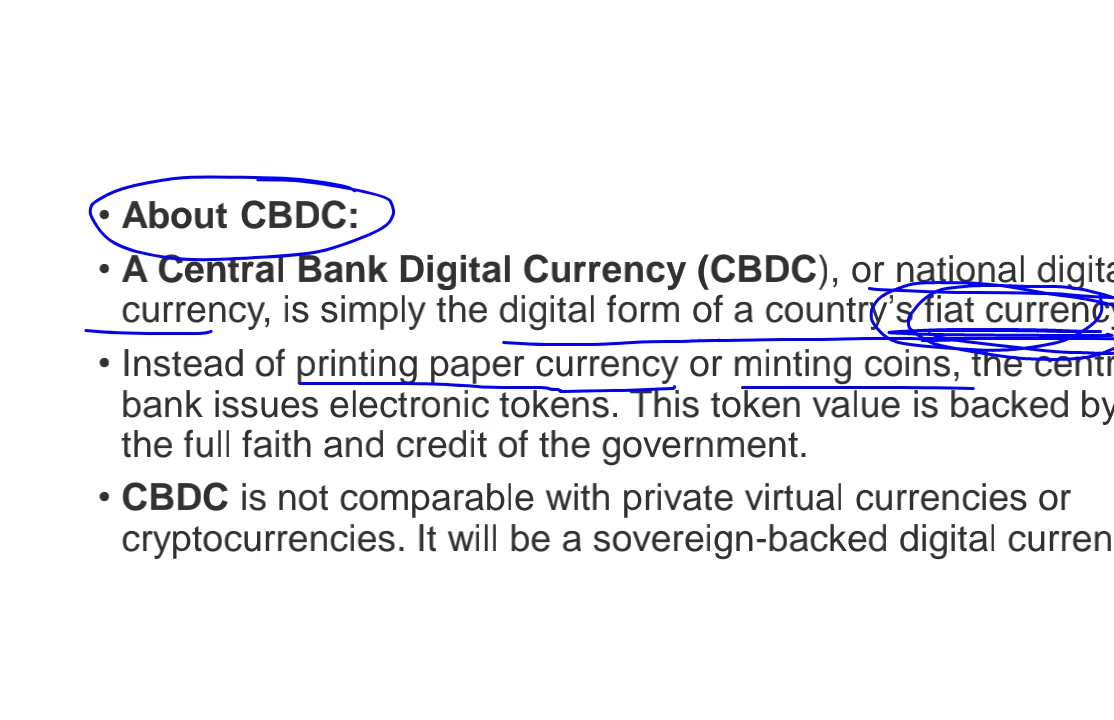 • About CBDC:
• A Central Bank Digital Currency (CBDC), or national digita
currency, is simply the digital form of a country’s fiat currency
• Instead of printing paper currency or minting coins, the centr
bank issues electronic tokens. This token value is backed by
the full faith and credit of the government.
• CBDC is not comparable with private virtual currencies or
cryptocurrencies. It will be a sovereign-backed digital curren